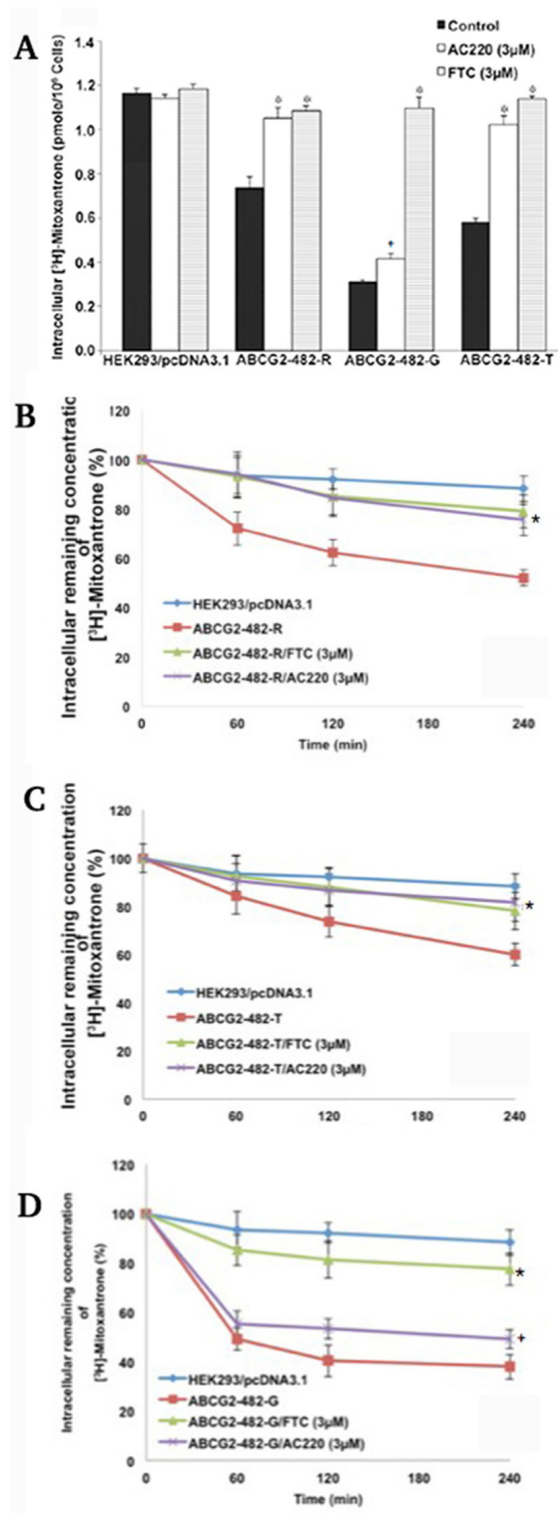 A
Control
AC220 (3μM)
FTC (3μM)
Intracellular [³H]-Mitoxantrone (pmole/10⁶ Cells)
1.4
1.2
1.0
0.8
0.6
0.4
0.2
0.0
* * + * * *
HEK293/pcDNA3.1 ABCG2-482-R ABCG2-482-G ABCG2-482-T
B
Intracellular remaining concentratic
of
[³H]-Mitoxantrone (%)
120
100
80
60
40
20
0
*
HEK293/pcDNA3.1
ABCG2-482-R
ABCG2-482-R/FTC (3μM)
ABCG2-482-R/AC220 (3μM)
0 60 120 180 240
Time (min)
C
Intracellular remaining concentration
of
[³H]-Mitoxantrone (%)
120
100
80
60
40
20
0
*
HEK293/pcDNA3.1
ABCG2-482-T
ABCG2-482-T/FTC (3μM)
ABCG2-482-T/AC220 (3μM)
0 60 120 180 240
Time (min)
D
Intracellular remaining concentration
of
[³H]-Mitoxantrone (%)
120
100
80
60
40
20
0
*
+
HEK293/pcDNA3.1
ABCG2-482-G
ABCG2-482-G/FTC (3μM)
ABCG2-482-G/AC220 (3μM)
0 60 120 180 240
Time (min)